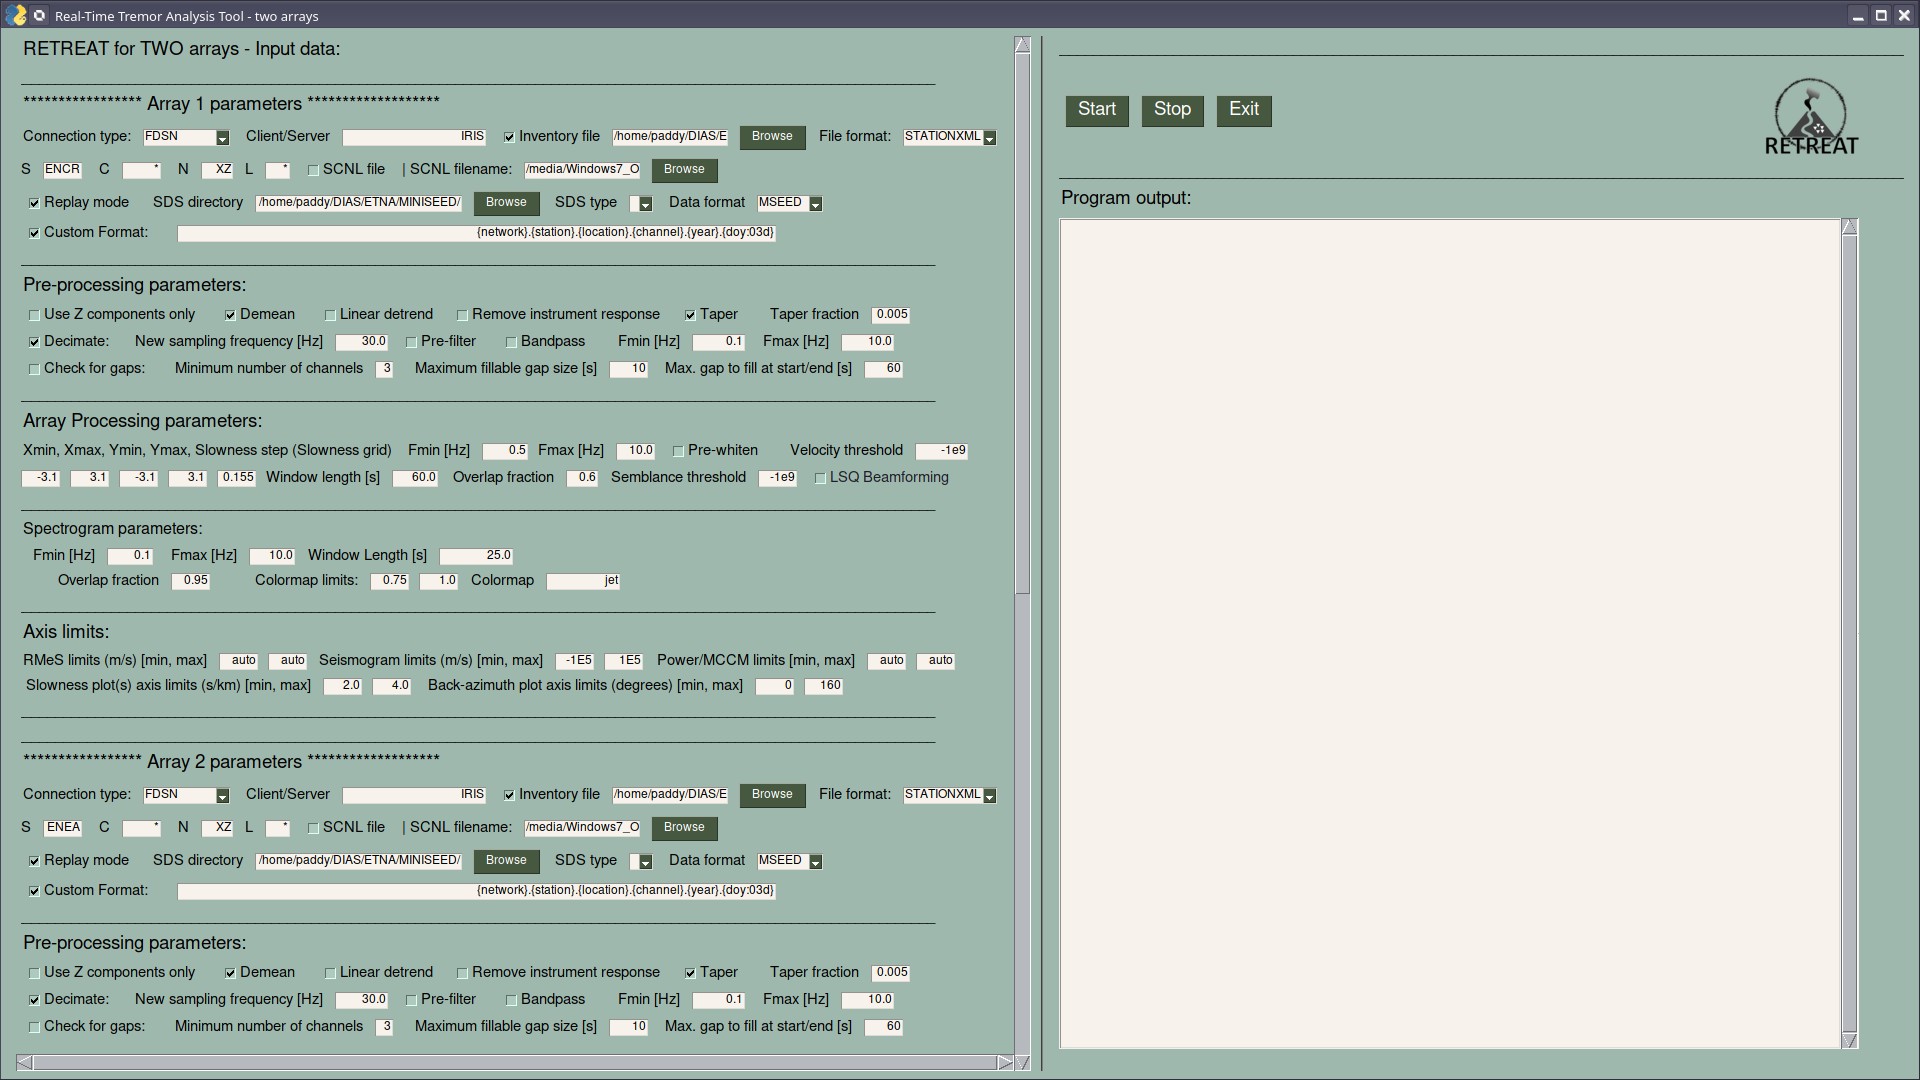 Real-Time Tremor Analysis Tool - two arrays
RETREAT for TWO arrays - Input data:
***************** Array 1 parameters *******************
Connection type: FDSN Client/Server IRIS Inventory file /home/paddy/DIAS/E Browse File format: STATIONXML
S ENCR C * N XZ L * SCNL file | SCNL filename: /media/Windows7_O Browse
Replay mode SDS directory /home/paddy/DIAS/ETNA/MINISEED/ Browse SDS type Data format MSEED
Custom Format: {network}.{station}.{location}.{channel}.{year}.{doy:03d}
Pre-processing parameters:
Use Z components only Demean Linear detrend Remove instrument response Taper Taper fraction 0.005
Decimate: New sampling frequency [Hz] 30.0 Pre-filter Bandpass Fmin [Hz] 0.1 Fmax [Hz] 10.0
Check for gaps: Minimum number of channels 3 Maximum fillable gap size [s] 10 Max. gap to fill at start/end [s] 60
Array Processing parameters:
Xmin, Xmax, Ymin, Ymax, Slowness step (Slowness grid) Fmin [Hz] 0.5 Fmax [Hz] 10.0 Pre-whiten Velocity threshold -1e9
-3.1 3.1 -3.1 3.1 0.155 Window length [s] 60.0 Overlap fraction 0.6 Semblance threshold -1e9 LSQ Beamforming
Spectrogram parameters:
Fmin [Hz] 0.1 Fmax [Hz] 10.0 Window Length [s] 25.0
Overlap fraction 0.95 Colormap limits: 0.75 1.0 Colormap jet
Axis limits:
RMeS limits (m/s) [min, max] auto auto Seismogram limits (m/s) [min, max] -1E5 1E5 Power/MCCM limits [min, max] auto auto
Slowness plot(s) axis limits (s/km) [min, max] 2.0 4.0 Back-azimuth plot axis limits (degrees) [min, max] 0 160
***************** Array 2 parameters *******************
Connection type: FDSN Client/Server IRIS Inventory file /home/paddy/DIAS/E Browse File format: STATIONXML
S ENEA C * N XZ L * SCNL file | SCNL filename: /media/Windows7_O Browse
Replay mode SDS directory /home/paddy/DIAS/ETNA/MINISEED/ Browse SDS type Data format MSEED
Custom Format: {network}.{station}.{location}.{channel}.{year}.{doy:03d}
Pre-processing parameters:
Use Z components only Demean Linear detrend Remove instrument response Taper Taper fraction 0.005
Decimate: New sampling frequency [Hz] 30.0 Pre-filter Bandpass Fmin [Hz] 0.1 Fmax [Hz] 10.0
Check for gaps: Minimum number of channels 3 Maximum fillable gap size [s] 10 Max. gap to fill at start/end [s] 60
Start Stop Exit
RETREAT
Program output: